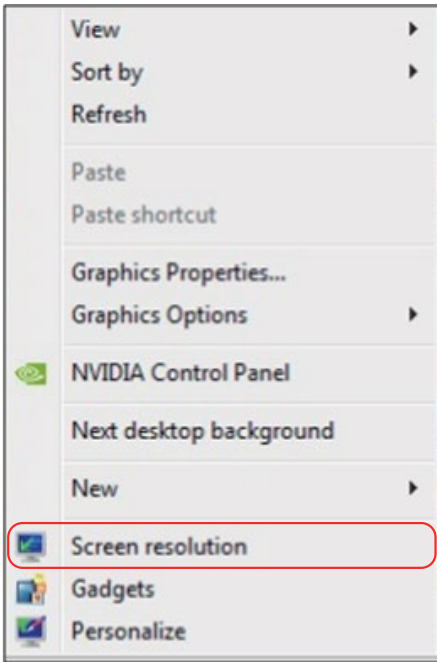 View
Sort by
Refresh
Paste
Paste shortcut
Graphics Properties...
Graphics Options
NVIDIA Control Panel
Next desktop background
New
Screen resolution
Gadgets
Personalize